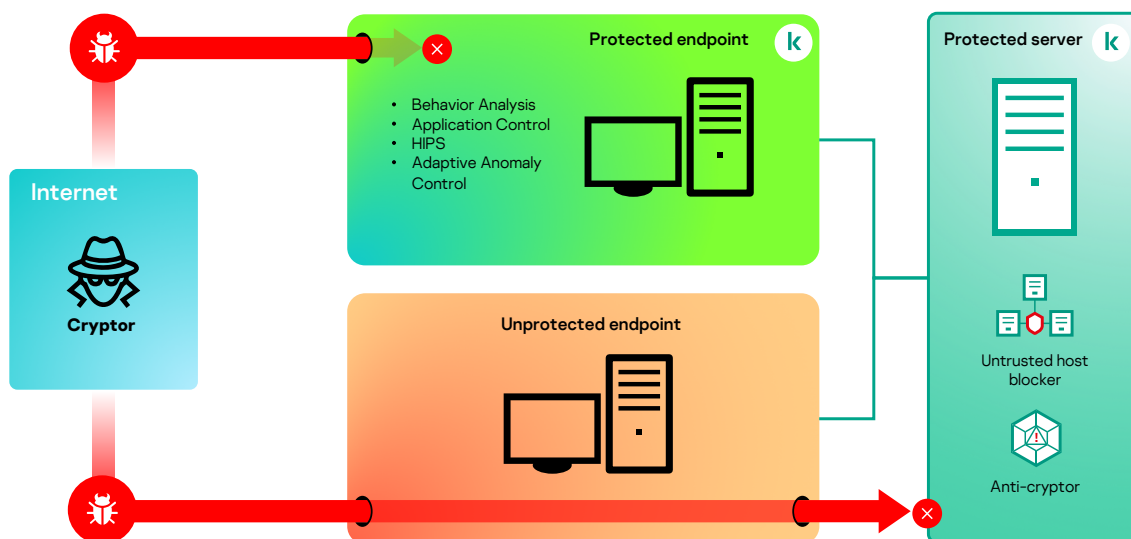 Protected endpoint
k
Protected server
k
• Behavior Analysis
• Application Control
• HIPS
• Adaptive Anomaly
Control
Internet
Cryptor
Unprotected endpoint
Untrusted host
blocker
!
Anti-cryptor